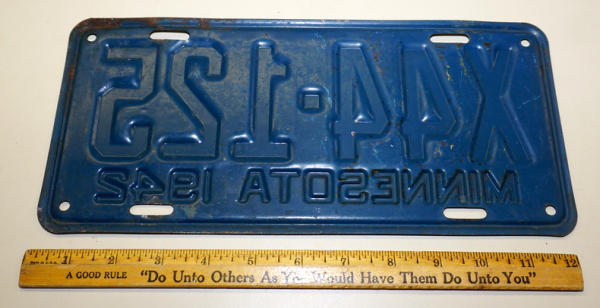 X44·125
MINNESOTA 1942
1 2 3 4 5 6 7 8 9 10 11 12
A GOOD RULE "Do Unto Others As You Would Have Them Do Unto You"